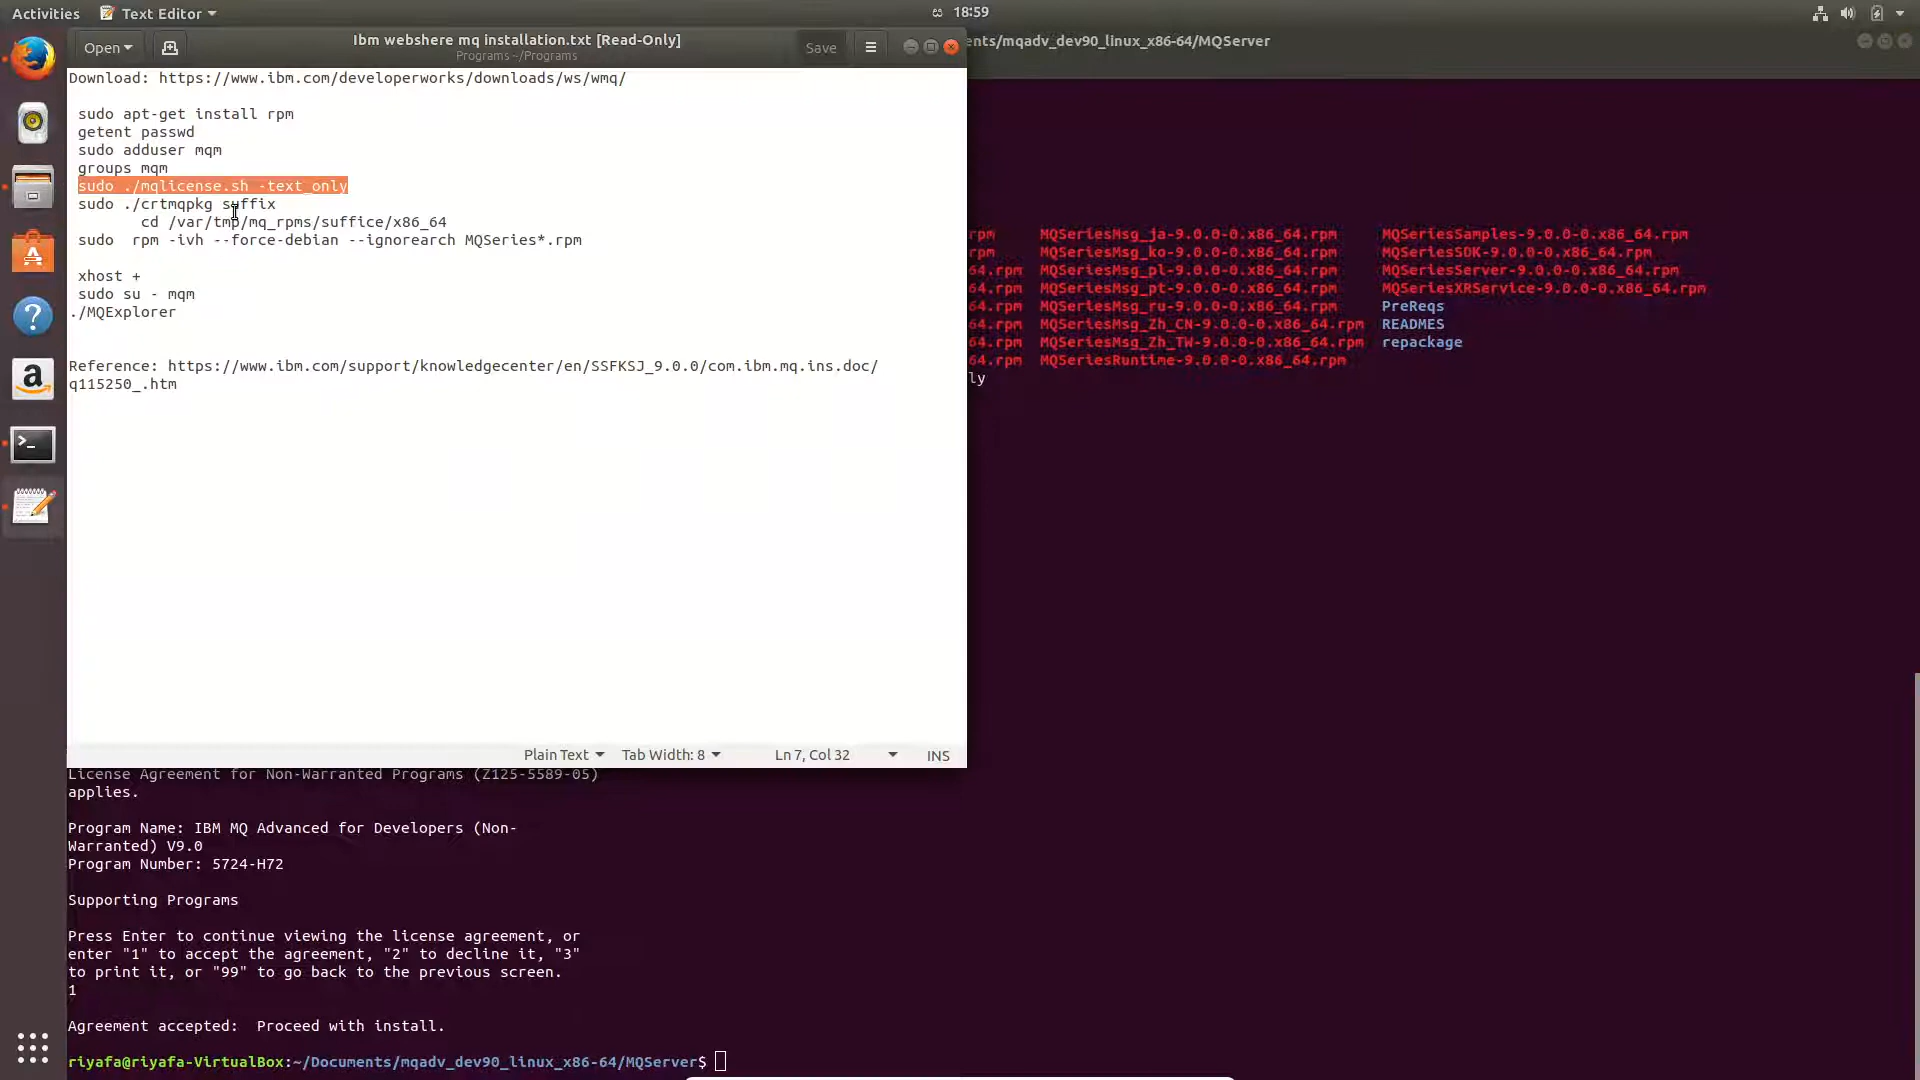 Activities
Text Editor
18:59
Open
Ibm webshere mq installation.txt [Read-Only]
Programs ~/Programs
Save
ents/mqadv_dev90_linux_x86-64/MQServer
Download: https://www.ibm.com/developerworks/downloads/ws/wmq/
sudo apt-get install rpm
getent passwd
sudo adduser mqm
groups mqm
sudo ./mqlicense.sh -text_only
sudo ./crtmqpkg suffix
cd /var/tmp/mq_rpms/suffice/x86_64
sudo  rpm -ivh --force-debian --ignorearch MQSeries*.rpm
xhost +
sudo su - mqm
./MQExplorer
Reference: https://www.ibm.com/support/knowledgecenter/en/SSFKSJ_9.0.0/com.ibm.mq.ins.doc/
q115250_.htm
Plain Text
Tab Width: 8
Ln 7, Col 32
INS
rpm MQSeriesMsg_ja-9.0.0-0.x86_64.rpm MQSeriesSamples-9.0.0-0.x86_64.rpm
rpm MQSeriesMsg_ko-9.0.0-0.x86_64.rpm MQSeriesSDK-9.0.0-0.x86_64.rpm
64.rpm MQSeriesMsg_pl-9.0.0-0.x86_64.rpm MQSeriesServer-9.0.0-0.x86_64.rpm
64.rpm MQSeriesMsg_pt-9.0.0-0.x86_64.rpm MQSeriesXRService-9.0.0-0.x86_64.rpm
64.rpm MQSeriesMsg_ru-9.0.0-0.x86_64.rpm PreReqs
64.rpm MQSeriesMsg_Zh_CN-9.0.0-0.x86_64.rpm READMES
64.rpm MQSeriesMsg_Zh_TW-9.0.0-0.x86_64.rpm repackage
64.rpm MQSeriesRuntime-9.0.0-0.x86_64.rpm
ly
License Agreement for Non-Warranted Programs (Z125-5589-05)
applies.
Program Name: IBM MQ Advanced for Developers (Non-
Warranted) V9.0
Program Number: 5724-H72
Supporting Programs
Press Enter to continue viewing the license agreement, or
enter "1" to accept the agreement, "2" to decline it, "3"
to print it, or "99" to go back to the previous screen.
1
Agreement accepted:  Proceed with install.
riyafa@riyafa-VirtualBox:~/Documents/mqadv_dev90_linux_x86-64/MQServer$